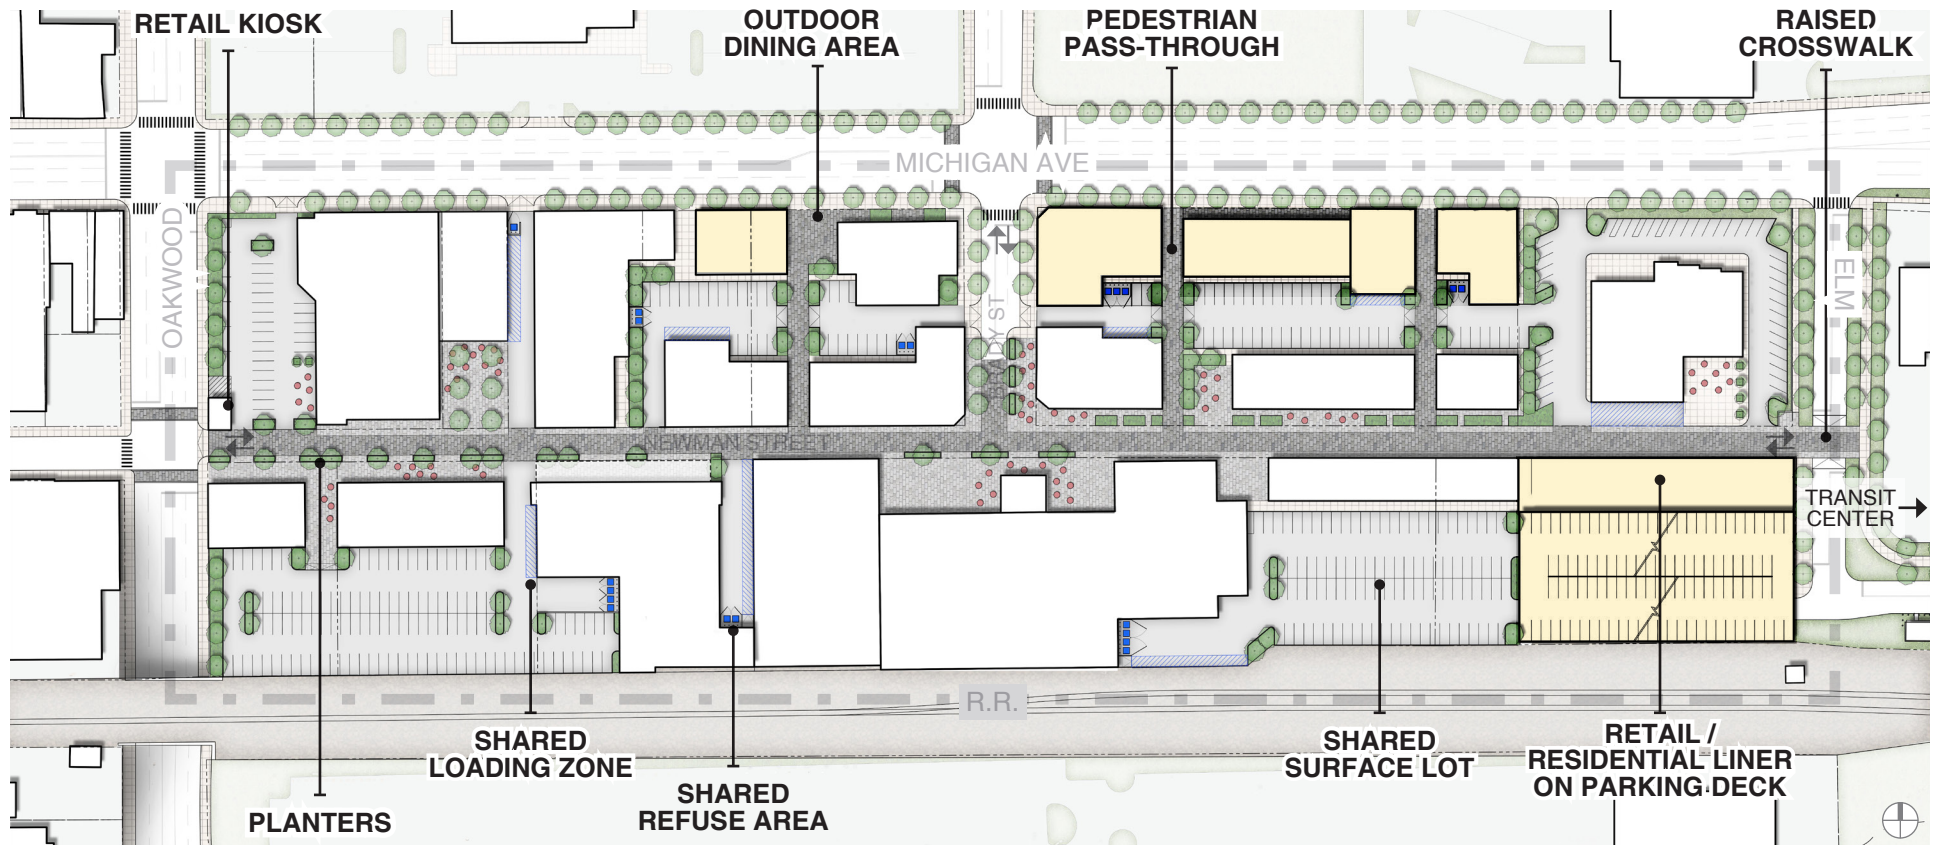 RETAIL KIOSK
OUTDOOR
DINING AREA
PEDESTRIAN
PASS-THROUGH
RAISED
CROSSWALK
MICHIGAN AVE
OAKWOOD
ELM
NEWMAN STREET
TRANSIT
CENTER
R.R.
SHARED
LOADING ZONE
SHARED
SURFACE LOT
RETAIL /
RESIDENTIAL LINER
ON PARKING DECK
SHARED
REFUSE AREA
PLANTERS